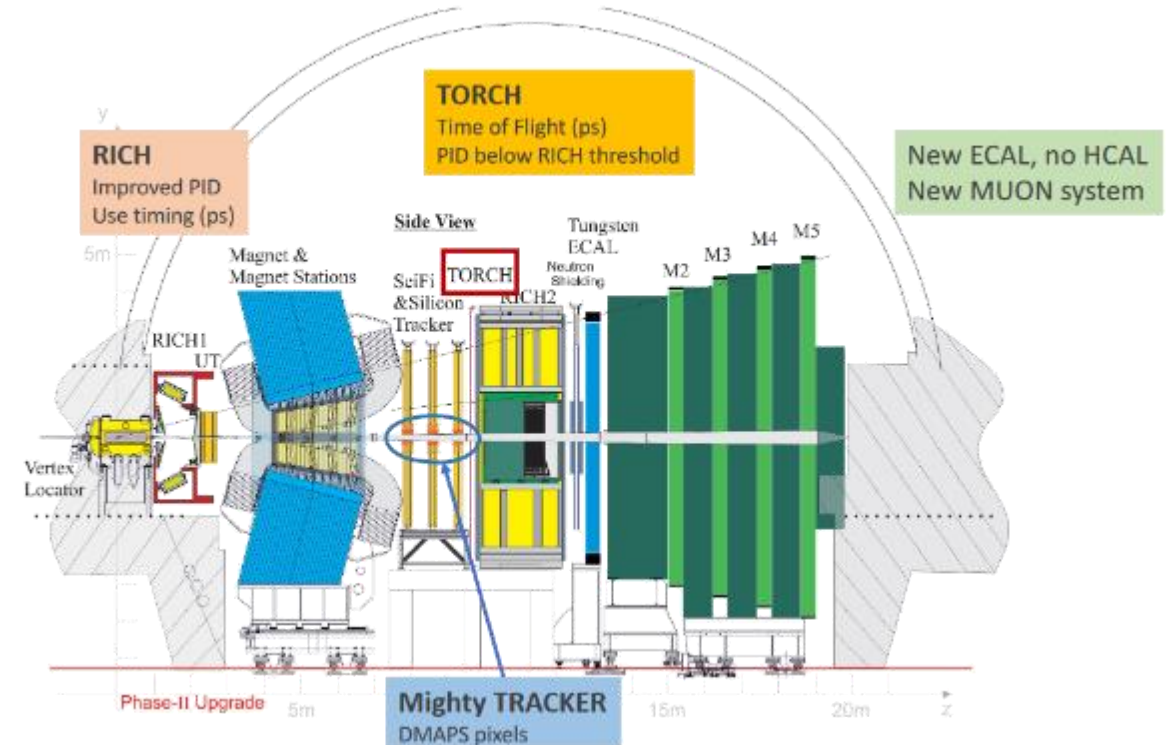 TORCH
Time of Flight (ps)
PID below RICH threshold
RICH
Improved PID
Use timing (ps)
New ECAL, no HCAL
New MUON system
y
5m
Side View
Magnet &
Magnet Stations
SciFi
&Silicon
Tracker
TORCH
RICH2
Tungsten
ECAL
Neutron
Shielding
M2
M3
M4
M5
RICH1
UT
Vertex
Locator
Phase-II Upgrade
5m
15m
20m
z
Mighty TRACKER
DMAPS pixels